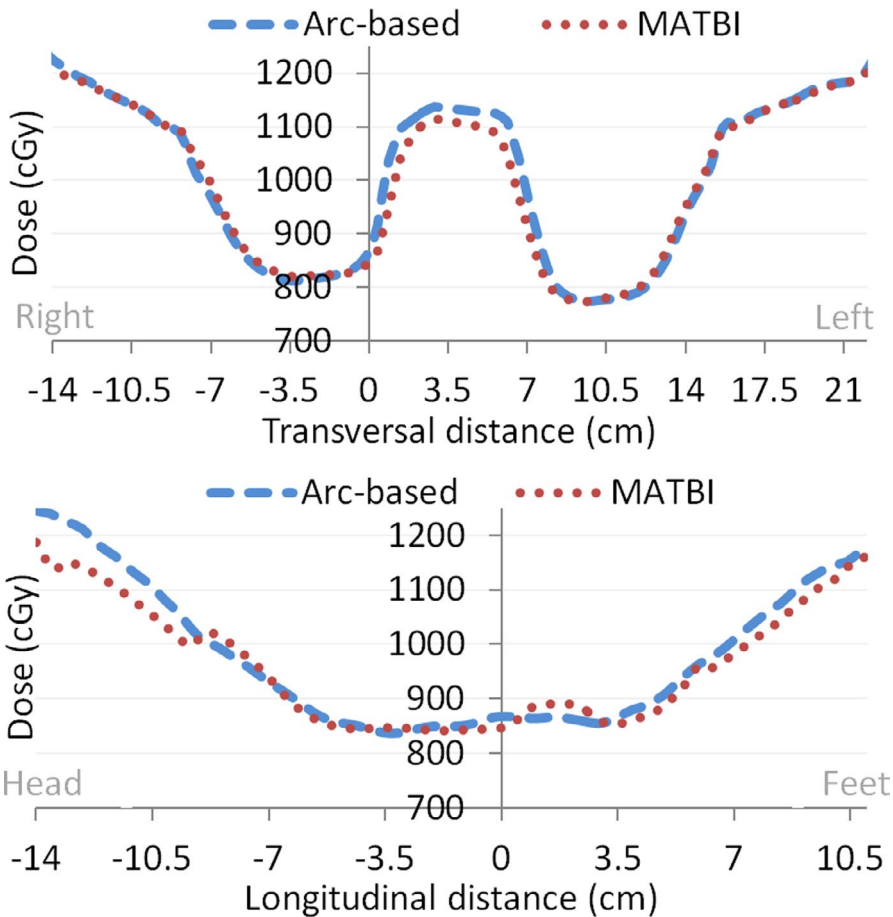 Arc-based MATBI
1200
1100
1000
900
800
700
Dose (cGy)
Right Left
-14 -10.5 -7 -3.5 0 3.5 7 10.5 14 17.5 21
Transversal distance (cm)
Arc-based MATBI
1200
1100
1000
900
800
700
Dose (cGy)
Head Feet
-14 -10.5 -7 -3.5 0 3.5 7 10.5
Longitudinal distance (cm)